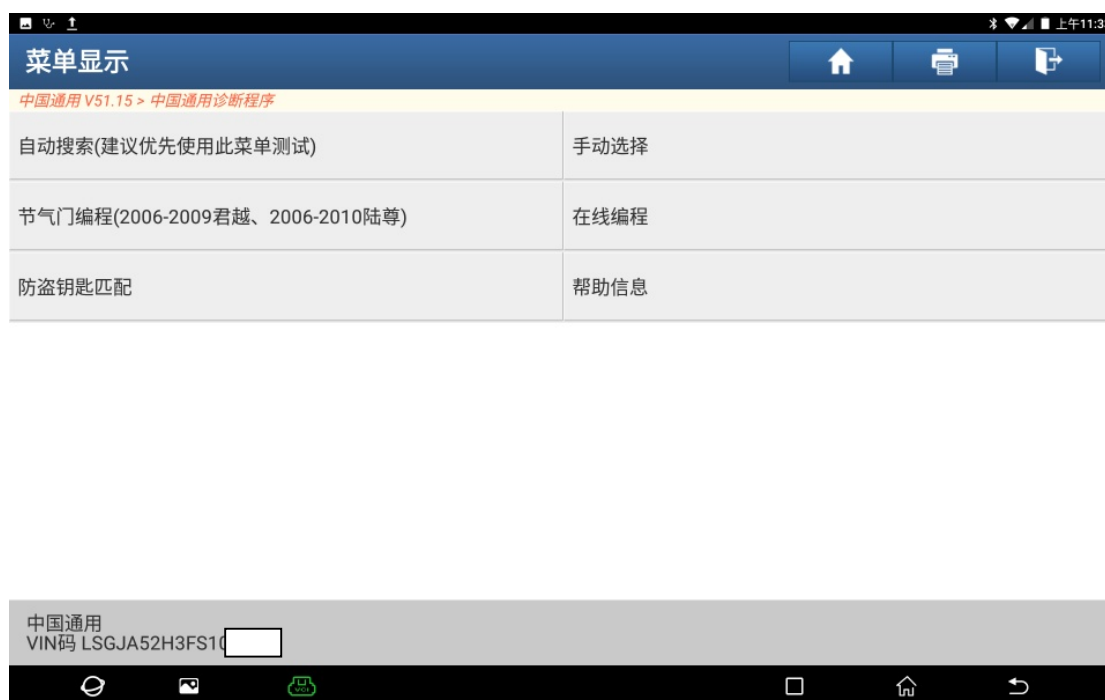 上午11:3
菜单显示
中国通用 V51.15 > 中国通用诊断程序
自动搜索(建议优先使用此菜单测试)
手动选择
节气门编程(2006-2009君越、2006-2010陆尊)
在线编程
防盗钥匙匹配
帮助信息
中国通用
VIN码 LSGJA52H3FS10
VCI